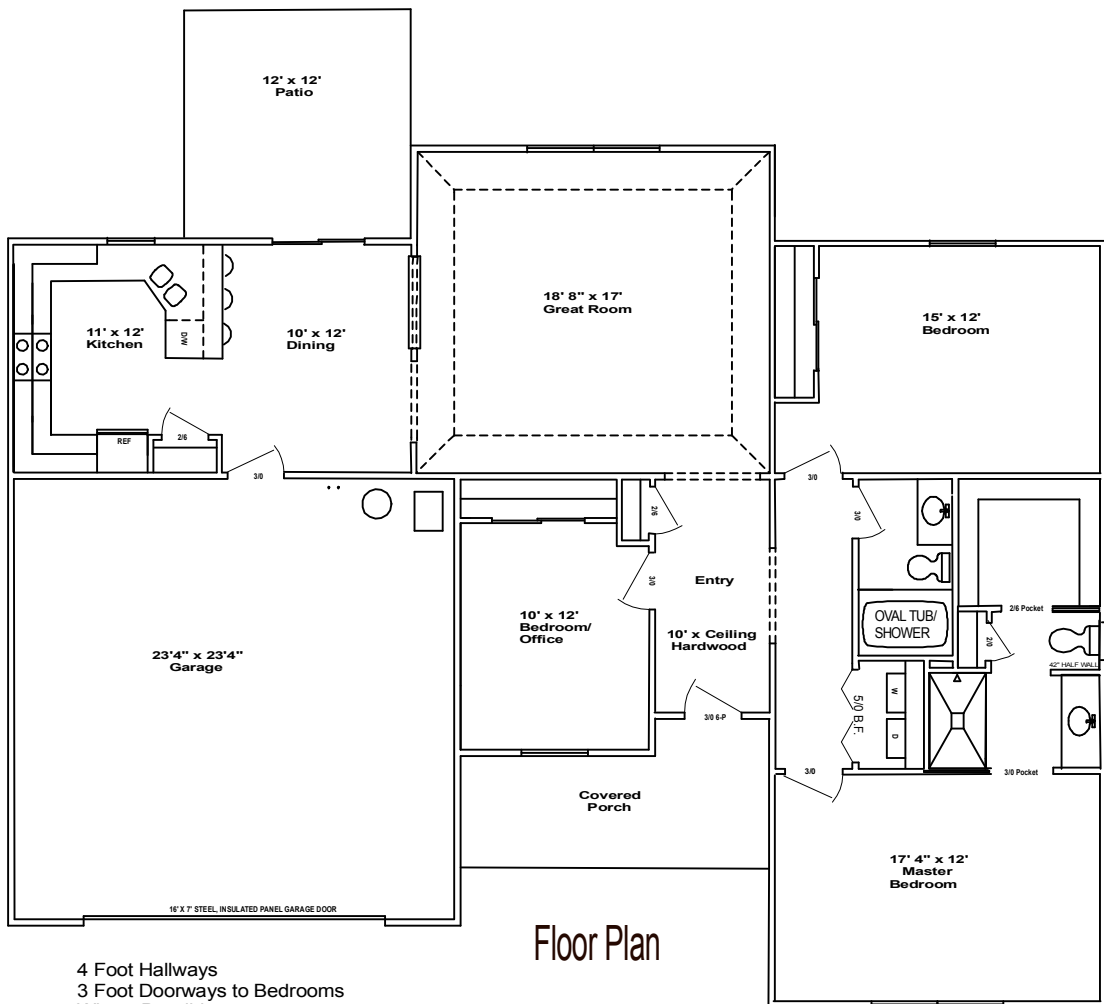 12' x 12'
Patio
18' 8" x 17'
Great Room
11' x 12'
Kitchen
D/W
10' x 12'
Dining
15' x 12'
Bedroom
REF
2/6
3/0
3/0
2/6
3/0
3/0
Entry
10' x Ceiling
Hardwood
10' x 12'
Bedroom/
Office
23'4" x 23'4"
Garage
OVAL TUB/
SHOWER
2/6 Pocket
2/0
42" HALF WALL
W
D
5/0 B.F.
3/0 6-P
3/0
3/0 Pocket
Covered
Porch
17' 4" x 12'
Master
Bedroom
16' X 7' STEEL, INSULATED PANEL GARAGE DOOR
Floor Plan
4 Foot Hallways
3 Foot Doorways to Bedrooms